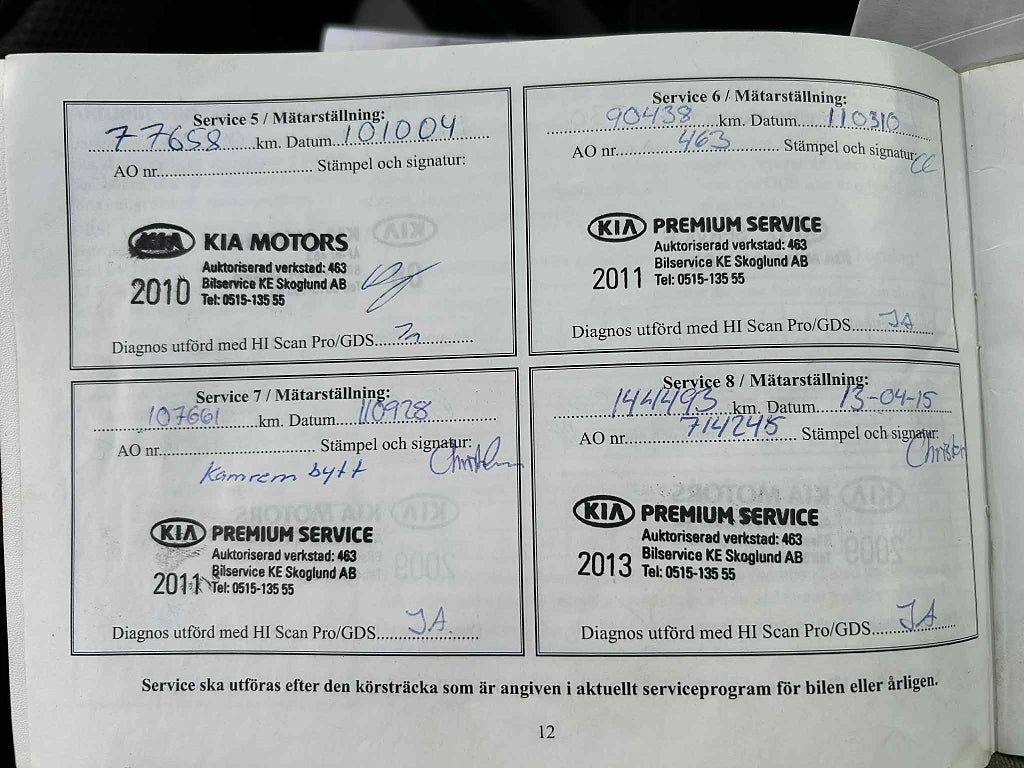 Service 5 / Mätarställning:
77658 km. Datum 101004
AO nr. Stämpel och signatur:
KIA KIA MOTORS
Auktoriserad verkstad: 463
2010 Bilservice KE Skoglund AB
Tel: 0515-135 55
Diagnos utförd med HI Scan Pro/GDS
Service 6 / Mätarställning:
90438 km. Datum 110310
AO nr. 463 Stämpel och signatur:
CC
KIA PREMIUM SERVICE
Auktoriserad verkstad: 463
2011 Bilservice KE Skoglund AB
Tel: 0515-135 55
Diagnos utförd med HI Scan Pro/GDS JA
Service 7 / Mätarställning:
107661 km. Datum 110928
AO nr. Stämpel och signatur:
Kamrem bytt
KIA PREMIUM SERVICE
Auktoriserad verkstad: 463
2011 Bilservice KE Skoglund AB
Tel: 0515-135 55
Diagnos utförd med HI Scan Pro/GDS JA
Service 8 / Mätarställning:
144493 km. Datum 13-04-15
AO nr. 714245 Stämpel och signatur:
KIA PREMIUM SERVICE
Auktoriserad verkstad: 463
2013 Bilservice KE Skoglund AB
Tel: 0515-135 55
Diagnos utförd med HI Scan Pro/GDS JA
Service ska utföras efter den körsträcka som är angiven i aktuellt serviceprogram för bilen eller årligen.
12